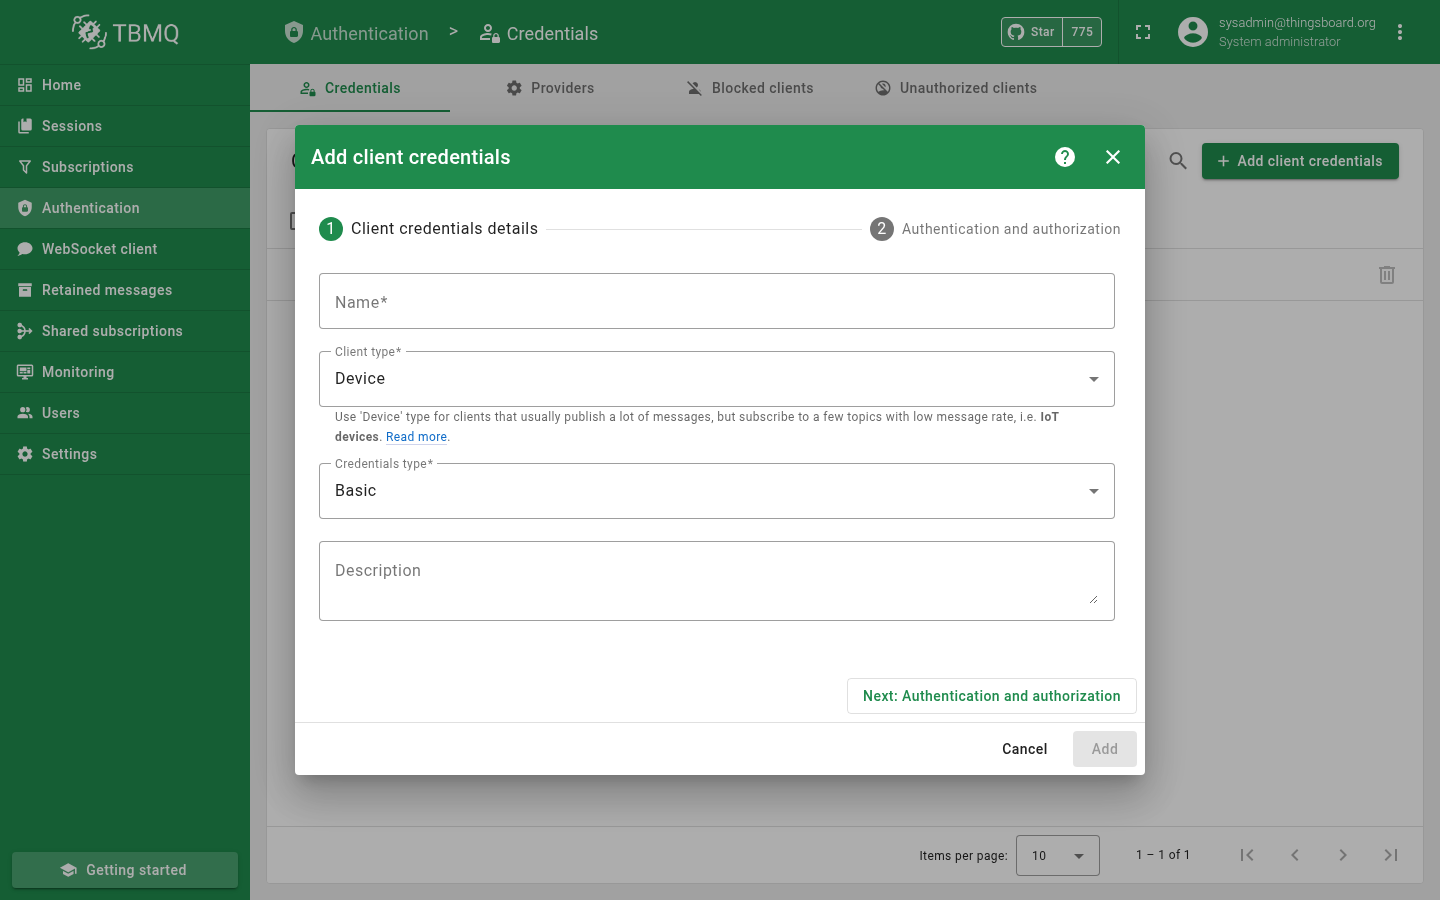 TBMQ
Authentication > Credentials
Star 775
sysadmin@thingsboard.org
System administrator
Home
Sessions
Subscriptions
Authentication
WebSocket client
Retained messages
Shared subscriptions
Monitoring
Users
Settings
Getting started
Credentials
Providers
Blocked clients
Unauthorized clients
+ Add client credentials
Add client credentials
1 Client credentials details
2 Authentication and authorization
Name*
Client type*
Device
Use 'Device' type for clients that usually publish a lot of messages, but subscribe to a few topics with low message rate, i.e. IoT
devices. Read more.
Credentials type*
Basic
Description
Next: Authentication and authorization
Cancel
Add
Items per page: 10
1 – 1 of 1